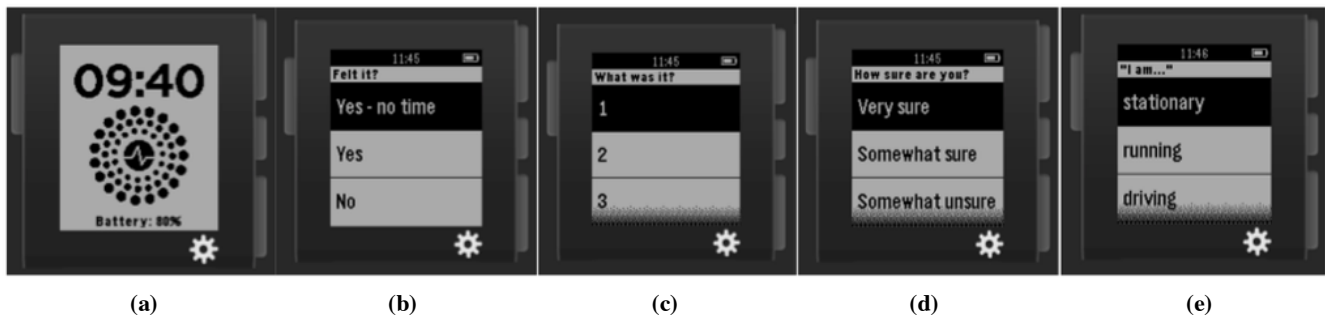 09:40
Battery: 80%
11:45
Felt it?
Yes - no time
Yes
No
11:45
What was it?
1
2
3
11:45
How sure are you?
Very sure
Somewhat sure
Somewhat unsure
11:46
"I am..."
stationary
running
driving
(a)
(b)
(c)
(d)
(e)